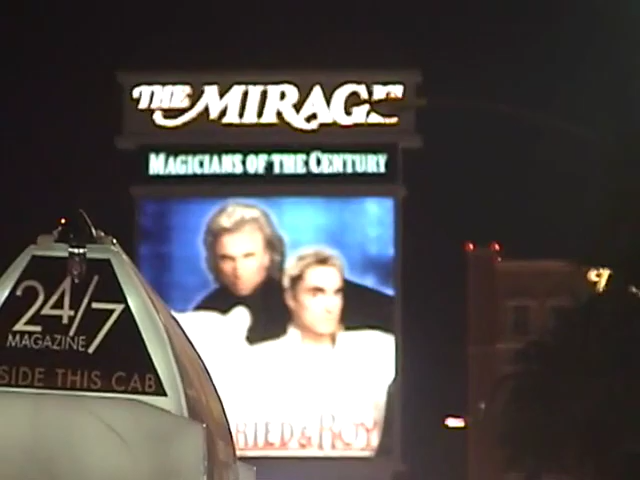 THE MIRAGE
MAGICIANS OF THE CENTURY
24/7
MAGAZINE
SIDE THIS CAB
RIED & ROY